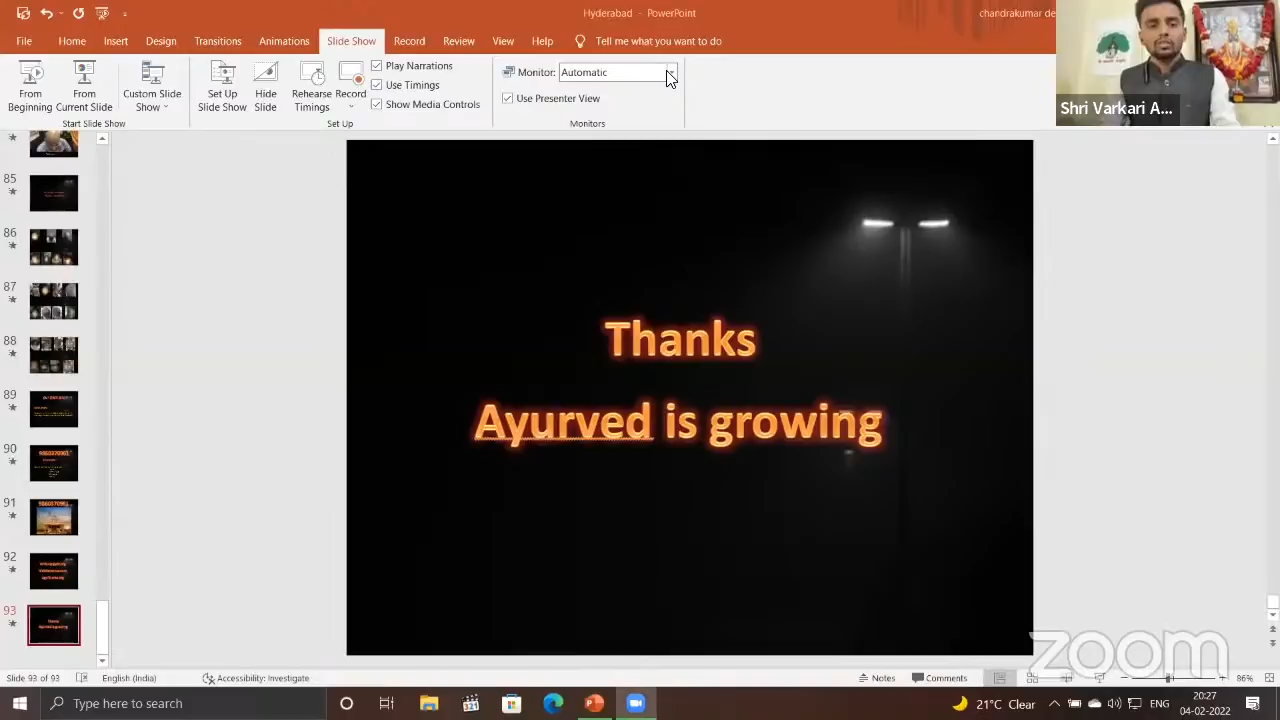 Hyderabad - PowerPoint
chandrakumar de
File Home Insert Design Transitions Animations Slide Show Record Review View Help Tell me what you want to do
From Beginning
From Current Slide
Custom Slide Show
Set Up Slide Show
Hide Slide
Rehearse Timings
Record
Play Narrations
Use Timings
Show Media Controls
Monitor: Automatic
Use Presenter View
Start Slide Show
Set Up
Monitors
Shri Varkari A...
85
86
87
88
89
90
91
92
93
Thanks
Ayurved is growing
zoom
Slide 93 of 93 English (India) Accessibility: Investigate Notes Comments 86%
Type here to search
21°C Clear
ENG
20:27
04-02-2022